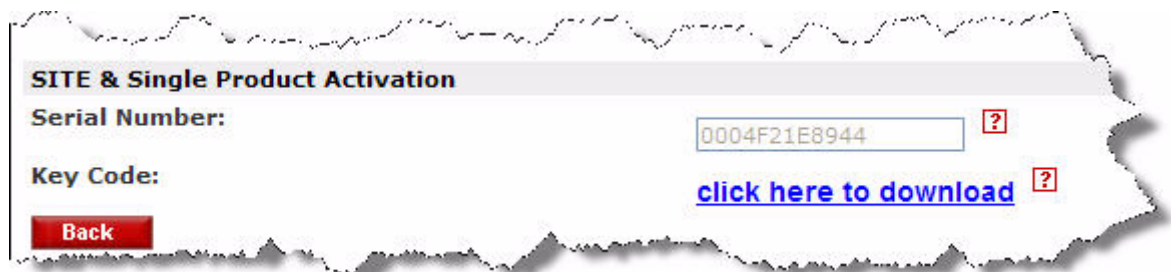 SITE & Single Product Activation
Serial Number:
0004F21E8944 ?
Key Code:
click here to download ?
Back